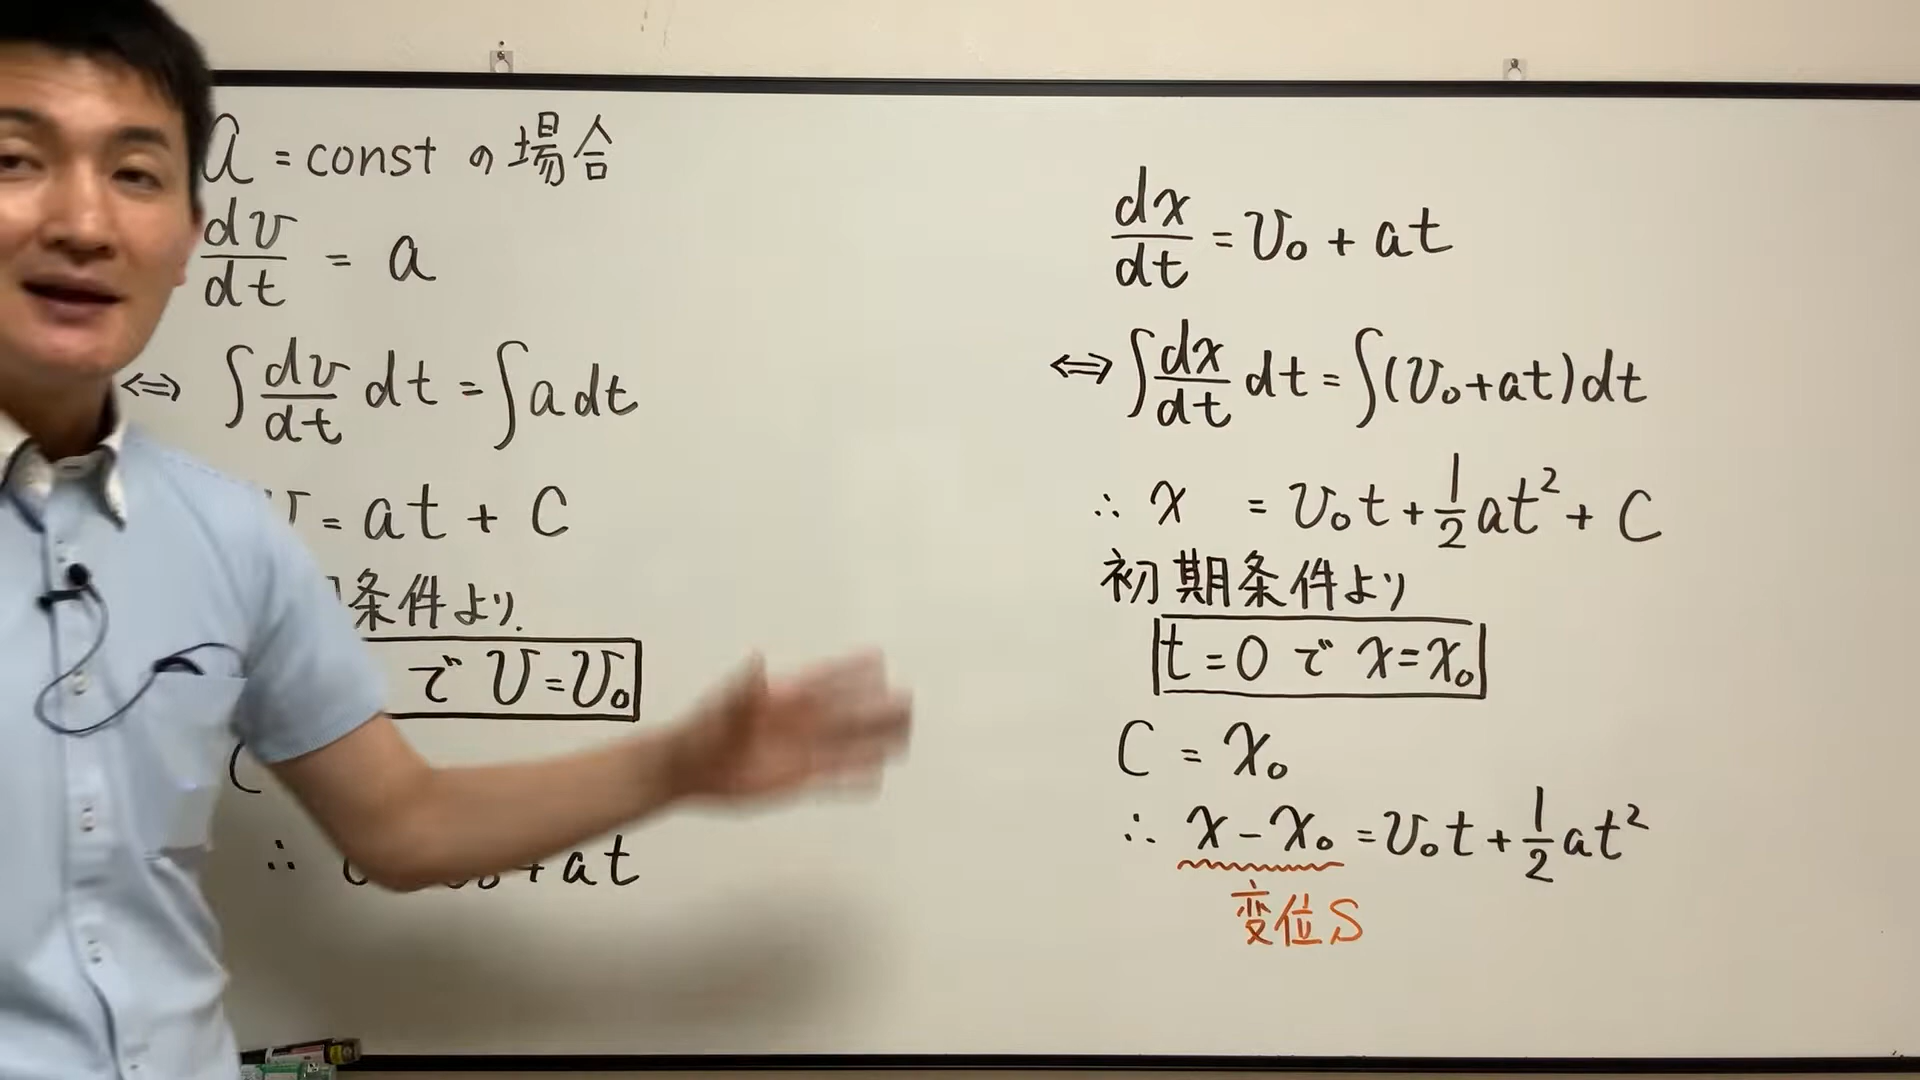 a = const の場合
dv/dt = a
⇔ ∫ dv/dt dt = ∫ a dt
= at + C
条件より
で v = v₀
C
∴ + at
dx/dt = v₀ + at
⇔ ∫ dx/dt dt = ∫ (v₀ + at) dt
∴ x = v₀t + 1/2 at² + C
初期条件より
t = 0 で x = x₀
C = x₀
∴ x - x₀ = v₀t + 1/2 at²
変位S